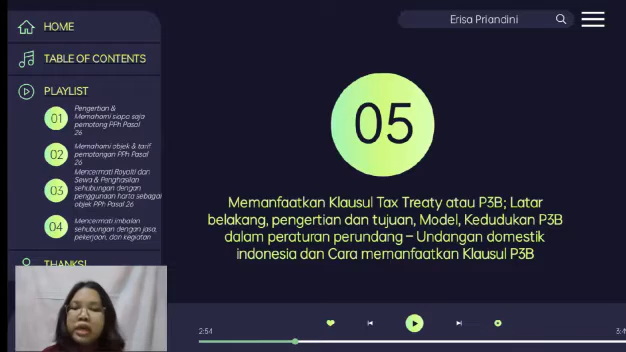 Erisa Priandini
HOME
TABLE OF CONTENTS
PLAYLIST
01
Pengertian &
Memahami siapa saja
pemotong PPh Pasal
26
02
Memahami objek & tarif
pemotongan PPh Pasal
26
03
Mencermati Royalti dan
Sewa & Penghasilan
sehubungan dengan
penggunaan harta sebagai
objek PPh Pasal 26
04
Mencermati imbalan
sehubungan dengan jasa,
pekerjaan, dan kegiatan
THANKS!
05
Memanfaatkan Klausul Tax Treaty atau P3B; Latar
belakang, pengertian dan tujuan, Model, Kedudukan P3B
dalam peraturan perundang – Undangan domestik
indonesia dan Cara memanfaatkan Klausul P3B
2:54